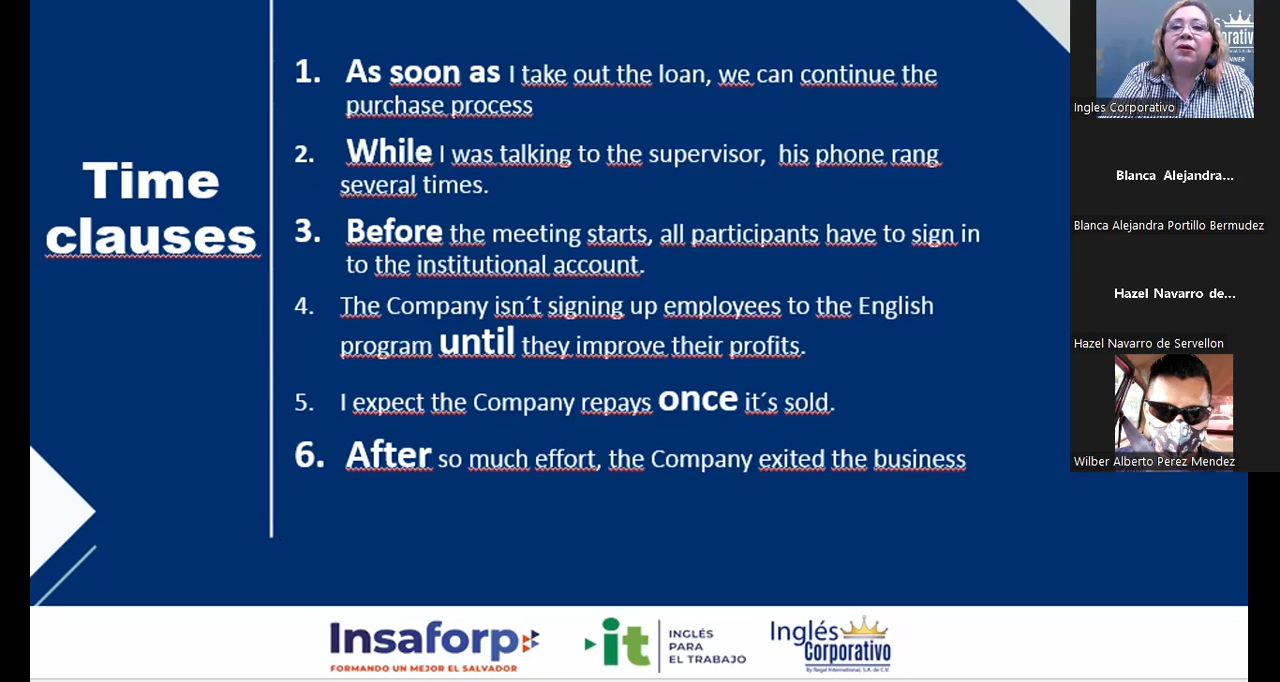 Time
clauses
1. As soon as I take out the loan, we can continue the
purchase process
2. While I was talking to the supervisor, his phone rang
several times.
3. Before the meeting starts, all participants have to sign in
to the institutional account.
4. The Company isn´t signing up employees to the English
program until they improve their profits.
5. I expect the Company repays once it´s sold.
6. After so much effort, the Company exited the business
Insaforp
FORMANDO UN MEJOR EL SALVADOR
it
INGLÉS
PARA
EL TRABAJO
Inglés
Corporativo
By Regal International, S.A. de C.V.
Ingles Corporativo
Blanca Alejandra...
Blanca Alejandra Portillo Bermudez
Hazel Navarro de...
Hazel Navarro de Servellon
Wilber Alberto Perez Mendez